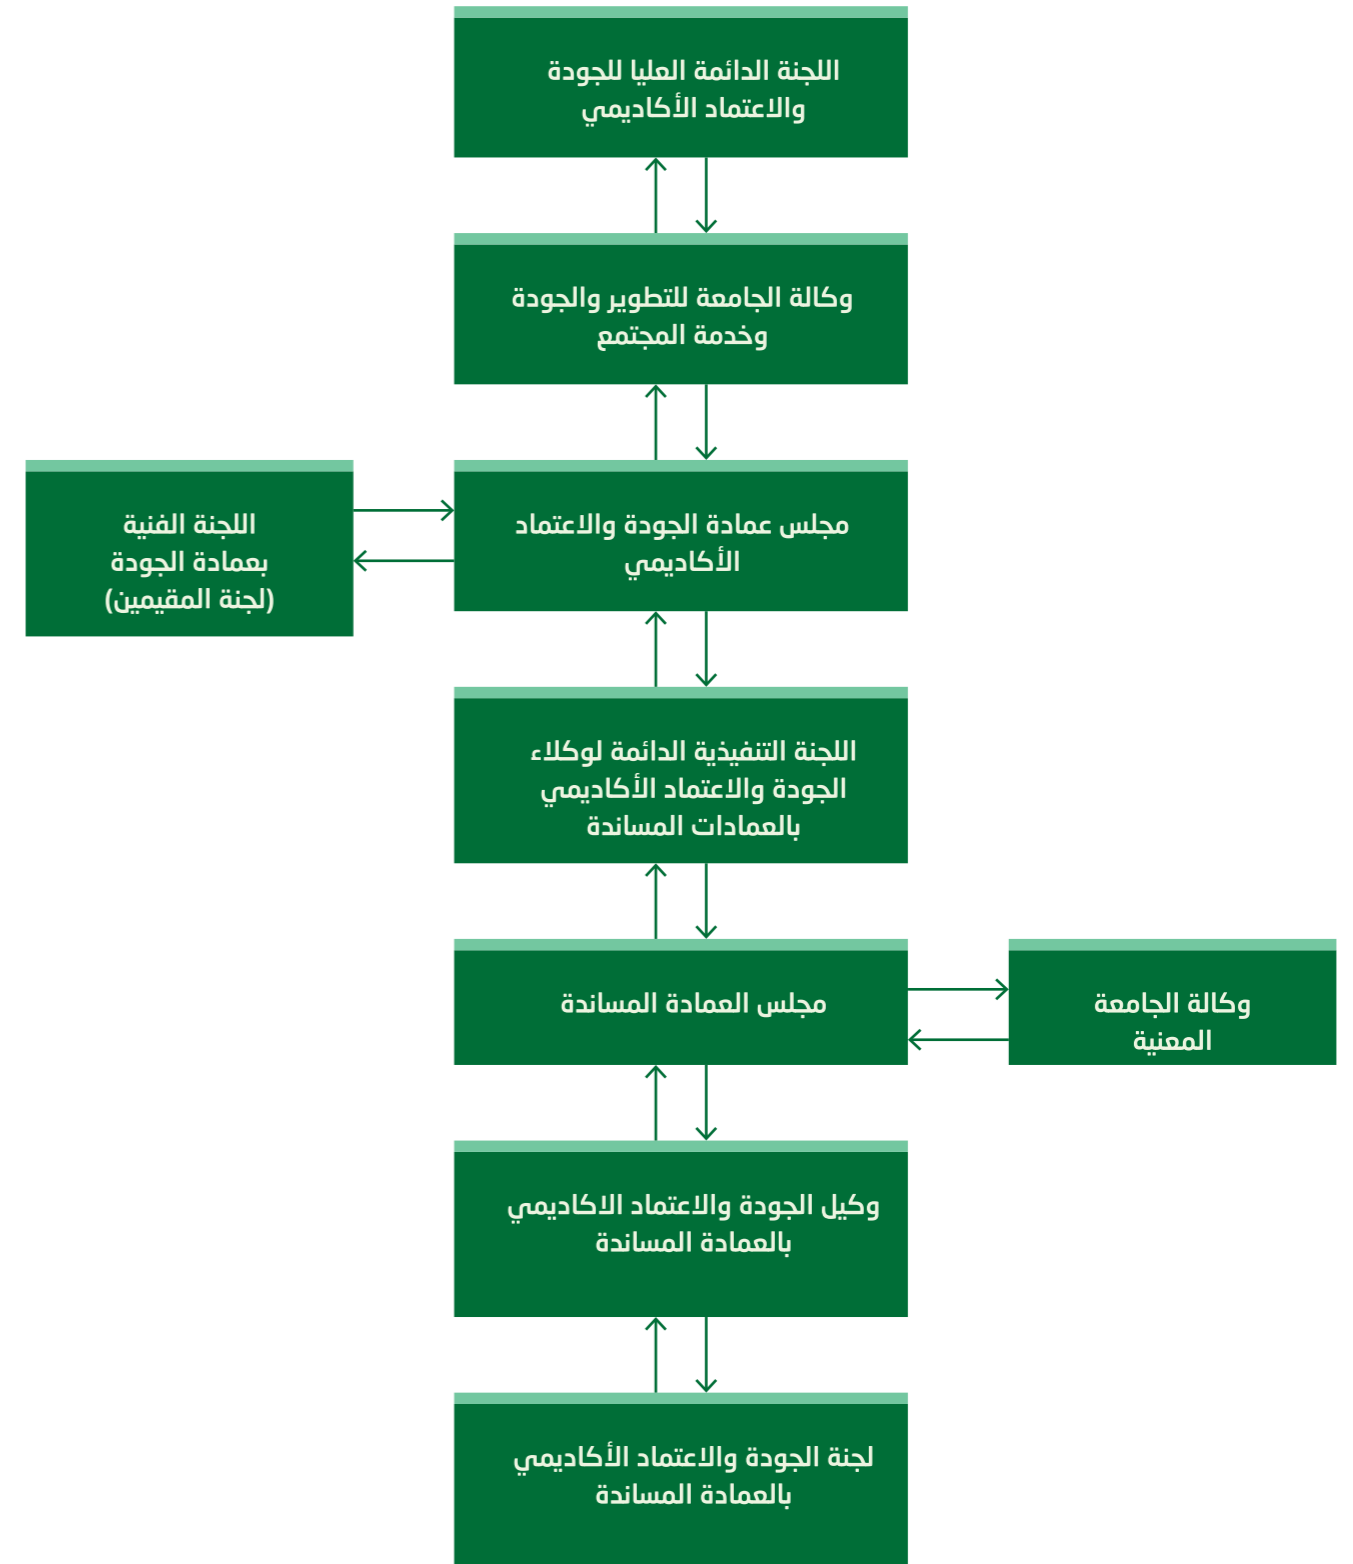 اللجنة الدائمة العليا للجودة
والاعتماد الأكاديمي
وكالة الجامعة للتطوير والجودة
وخدمة المجتمع
مجلس عمادة الجودة والاعتماد
الأكاديمي
اللجنة الفنية
بعمادة الجودة
(لجنة المقيمين)
اللجنة التنفيذية الدائمة لوكلاء
الجودة والاعتماد الأكاديمي
بالعمادات المساندة
وكالة الجامعة
المعنية
مجلس العمادة المساندة
وكيل الجودة والاعتماد الاكاديمي
بالعمادة المساندة
لجنة الجودة والاعتماد الأكاديمي
بالعمادة المساندة